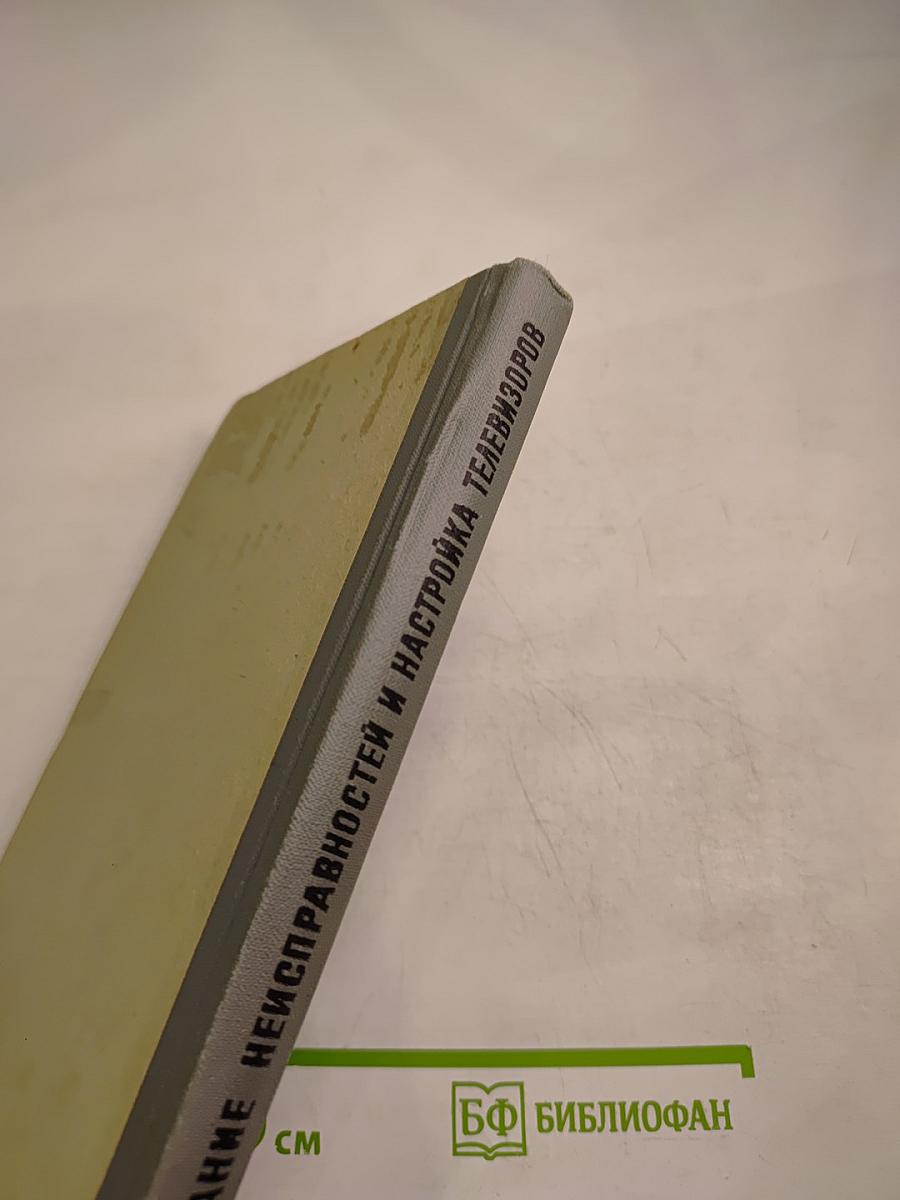 АНИЕ НЕИСПРАВНОСТЕЙ И НАСТРОЙКА ТЕЛЕВИЗОРОВ
см
БФ БИБЛИОФАН